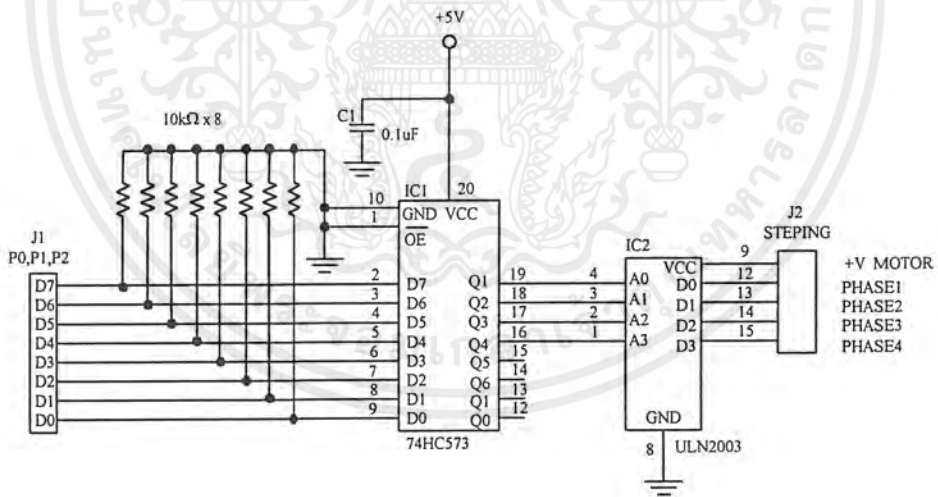 +5V
10kΩ x 8
C1
0.1uF
IC1
20
10
GND VCC
1
OE
J1
P0,P1,P2
D7
D6
D5
D4
D3
D2
D1
D0
2
3
4
5
6
7
8
9
D7
D6
D5
D4
D3
D2
D1
D0
Q1
Q2
Q3
Q4
Q5
Q6
Q1
Q0
19
18
17
16
15
14
13
12
74HC573
4
3
2
1
IC2
A0
A1
A2
A3
VCC
D0
D1
D2
D3
GND
8
ULN2003
9
12
13
14
15
J2
STEPING
+V MOTOR
PHASE1
PHASE2
PHASE3
PHASE4